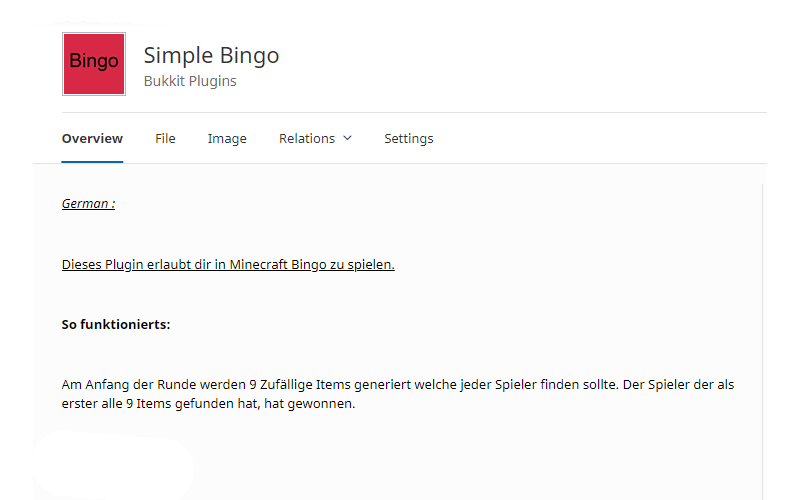 Bingo
Simple Bingo
Bukkit Plugins
Overview File Image Relations Settings
German :
Dieses Plugin erlaubt dir in Minecraft Bingo zu spielen.
So funktionierts:
Am Anfang der Runde werden 9 Zufällige Items generiert welche jeder Spieler finden sollte. Der Spieler der als
erster alle 9 Items gefunden hat, hat gewonnen.